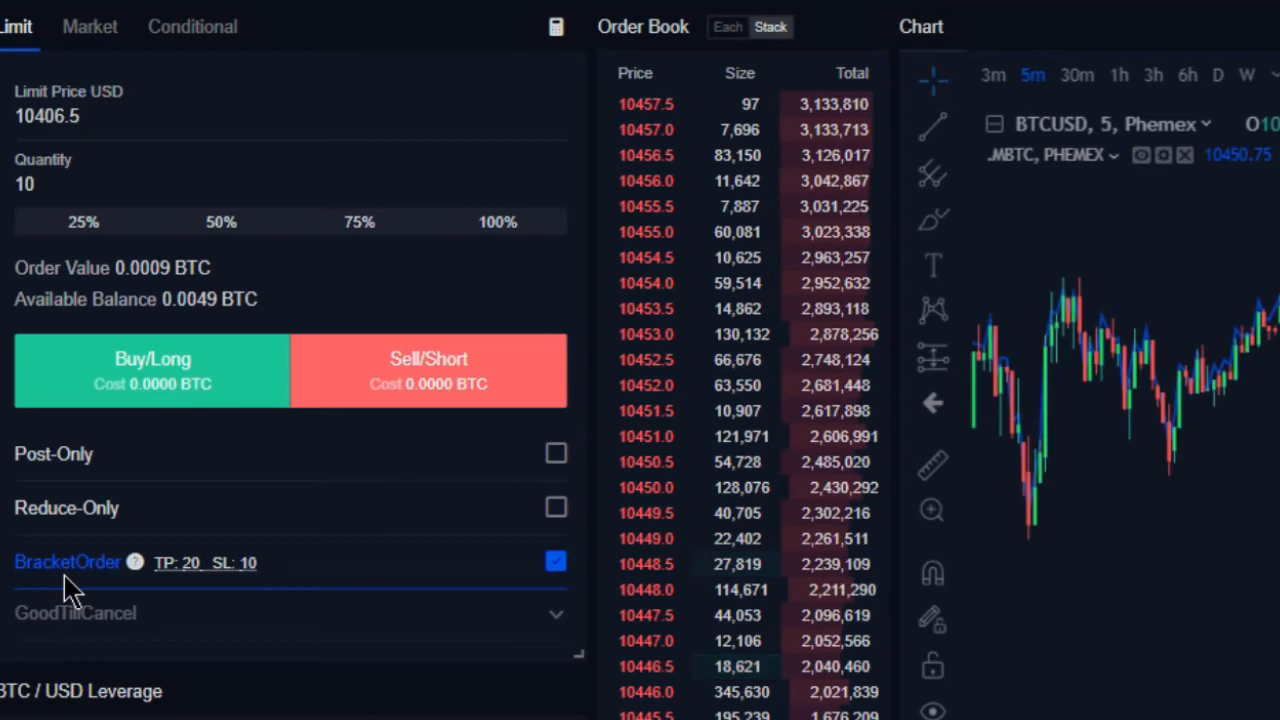 Limit Market Conditional
Limit Price USD
10406.5
Quantity
10
25% 50% 75% 100%
Order Value 0.0009 BTC
Available Balance 0.0049 BTC
Buy/Long
Cost 0.0000 BTC
Sell/Short
Cost 0.0000 BTC
Post-Only
Reduce-Only
BracketOrder ? TP: 20 SL: 10
GoodTillCancel
BTC / USD Leverage
Order Book Each Stack
Price Size Total
10457.5 97 3,133,810
10457.0 7,696 3,133,713
10456.5 83,150 3,126,017
10456.0 11,642 3,042,867
10455.5 7,887 3,031,225
10455.0 60,081 3,023,338
10454.5 10,625 2,963,257
10454.0 59,514 2,952,632
10453.5 14,862 2,893,118
10453.0 130,132 2,878,256
10452.5 66,676 2,748,124
10452.0 63,550 2,681,448
10451.5 10,907 2,617,898
10451.0 121,971 2,606,991
10450.5 54,728 2,485,020
10450.0 128,076 2,430,292
10449.5 40,705 2,302,216
10449.0 22,402 2,261,511
10448.5 27,819 2,239,109
10448.0 114,671 2,211,290
10447.5 44,053 2,096,619
10447.0 12,106 2,052,566
10446.5 18,621 2,040,460
10446.0 345,630 2,021,839
10445.5 195,239 1,676,209
Chart
3m 5m 30m 1h 3h 6h D W
BTCUSD, 5, Phemex O10
.MBTC, PHEMEX 10450.75